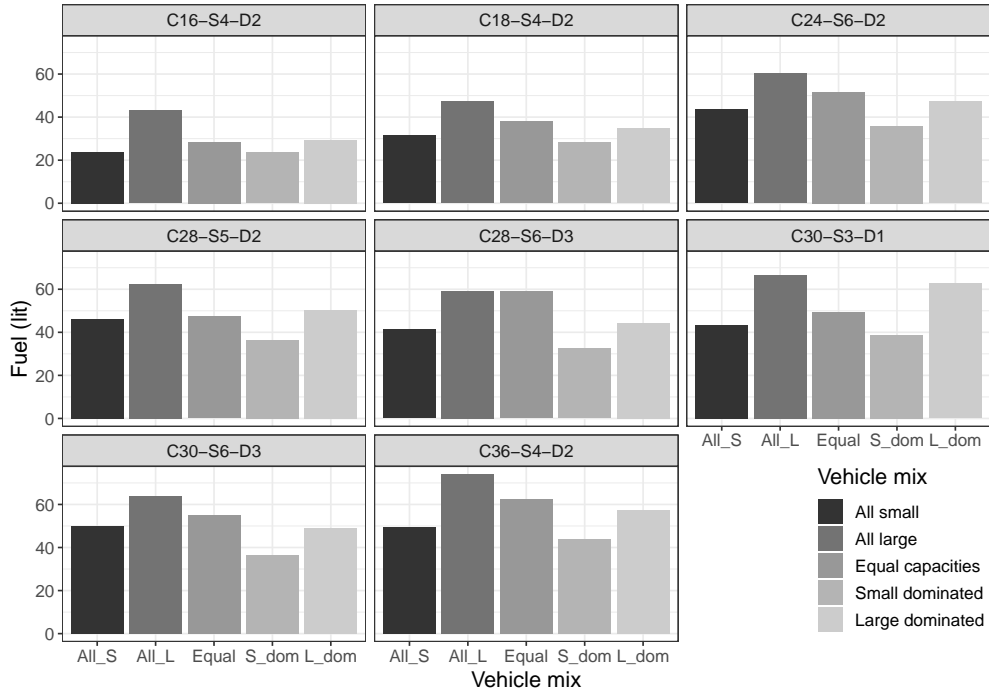 C16−S4−D2
C18−S4−D2
C24−S6−D2
60
40
20
0
C28−S5−D2
C28−S6−D3
C30−S3−D1
60
40
20
0
Fuel (lit)
All_S All_L Equal S_dom L_dom
C30−S6−D3
C36−S4−D2
60
40
20
0
All_S All_L Equal S_dom L_dom
All_S All_L Equal S_dom L_dom
Vehicle mix
Vehicle mix
All small
All large
Equal capacities
Small dominated
Large dominated